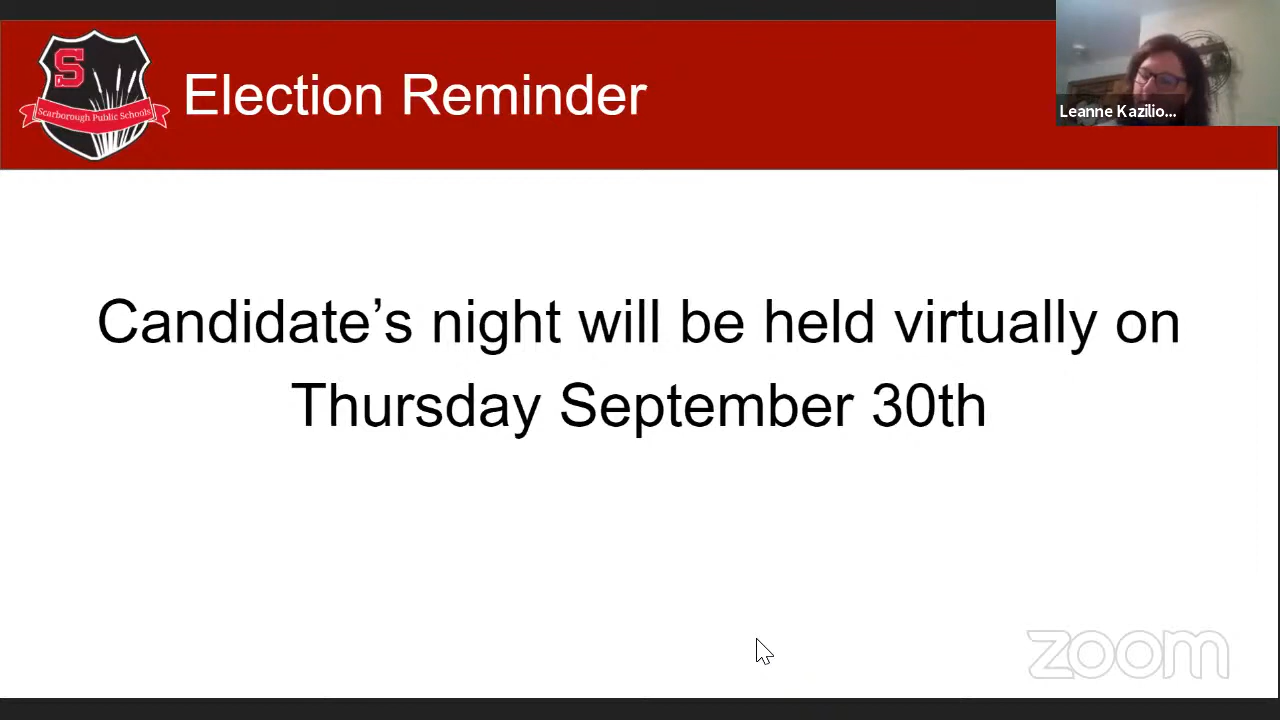 S
Scarborough Public Schools
Election Reminder
Leanne Kazilio...
Candidate’s night will be held virtually on
Thursday September 30th
zoom